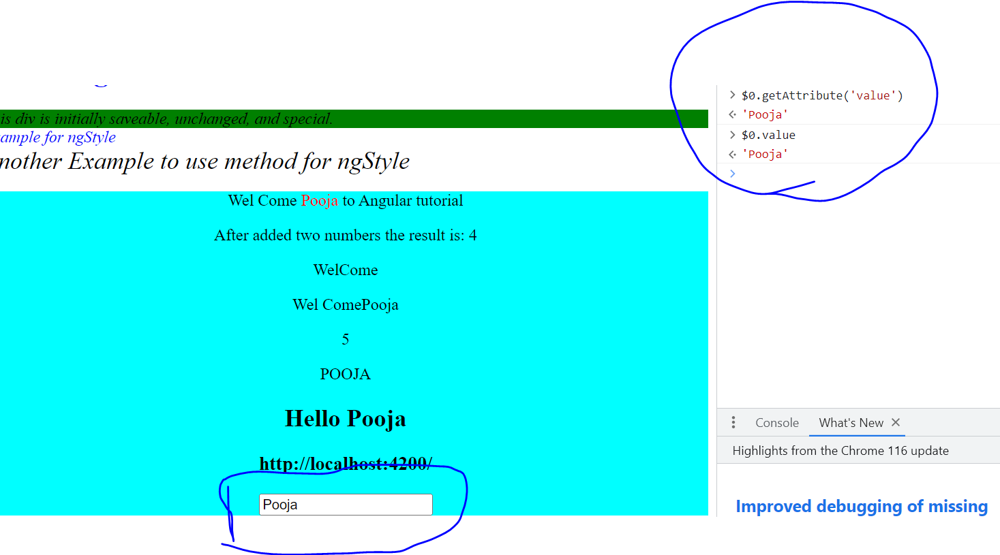 is div is initially saveable, unchanged, and special.
ample for ngStyle
nother Example to use method for ngStyle
Wel Come Pooja to Angular tutorial
After added two numbers the result is: 4
WelCome
Wel ComePooja
5
POOJA
Hello Pooja
http://localhost:4200/
Pooja
$0.getAttribute('value')
'Pooja'
$0.value
'Pooja'
Console What's New
Highlights from the Chrome 116 update
Improved debugging of missing